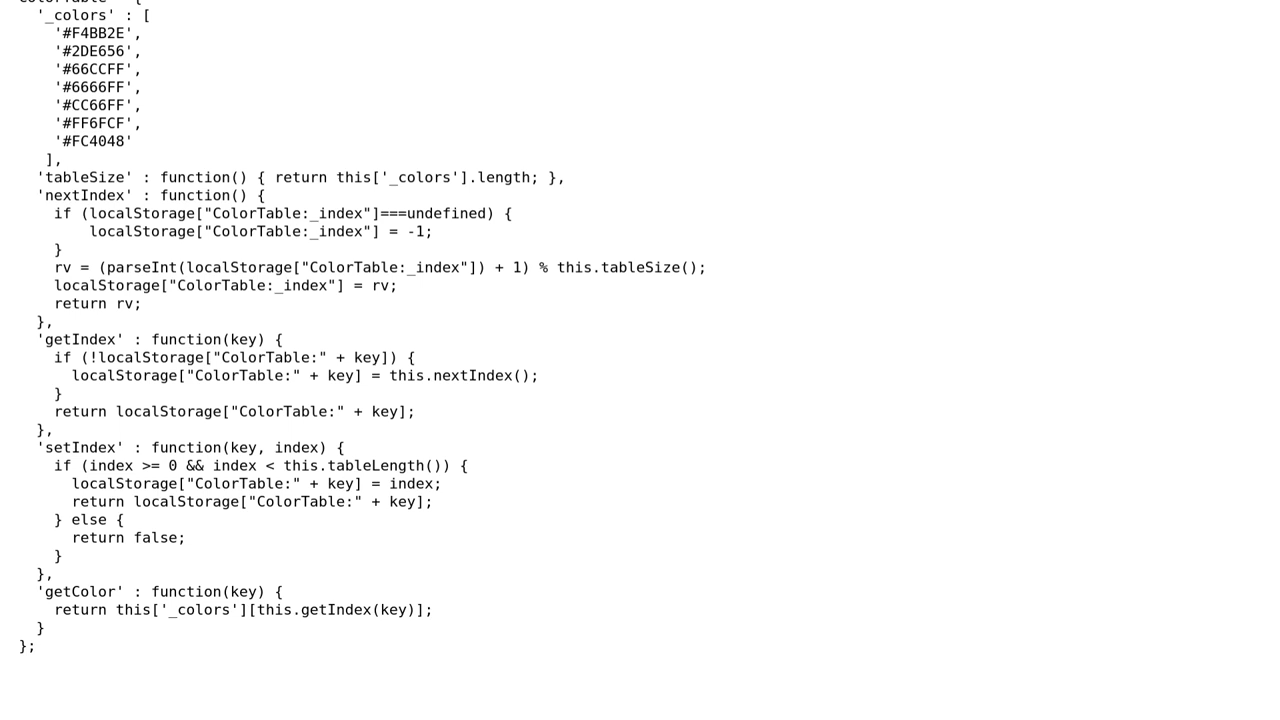 '_colors' : [
'#F4BB2E',
'#2DE656',
'#66CCFF',
'#6666FF',
'#CC66FF',
'#FF6FCF',
'#FC4048'
],
'tableSize' : function() { return this['_colors'].length; },
'nextIndex' : function() {
if (localStorage["ColorTable:_index"]===undefined) {
localStorage["ColorTable:_index"] = -1;
}
rv = (parseInt(localStorage["ColorTable:_index"]) + 1) % this.tableSize();
localStorage["ColorTable:_index"] = rv;
return rv;
},
'getIndex' : function(key) {
if (!localStorage["ColorTable:" + key]) {
localStorage["ColorTable:" + key] = this.nextIndex();
}
return localStorage["ColorTable:" + key];
},
'setIndex' : function(key, index) {
if (index >= 0 && index < this.tableLength()) {
localStorage["ColorTable:" + key] = index;
return localStorage["ColorTable:" + key];
} else {
return false;
}
},
'getColor' : function(key) {
return this['_colors'][this.getIndex(key)];
}
};